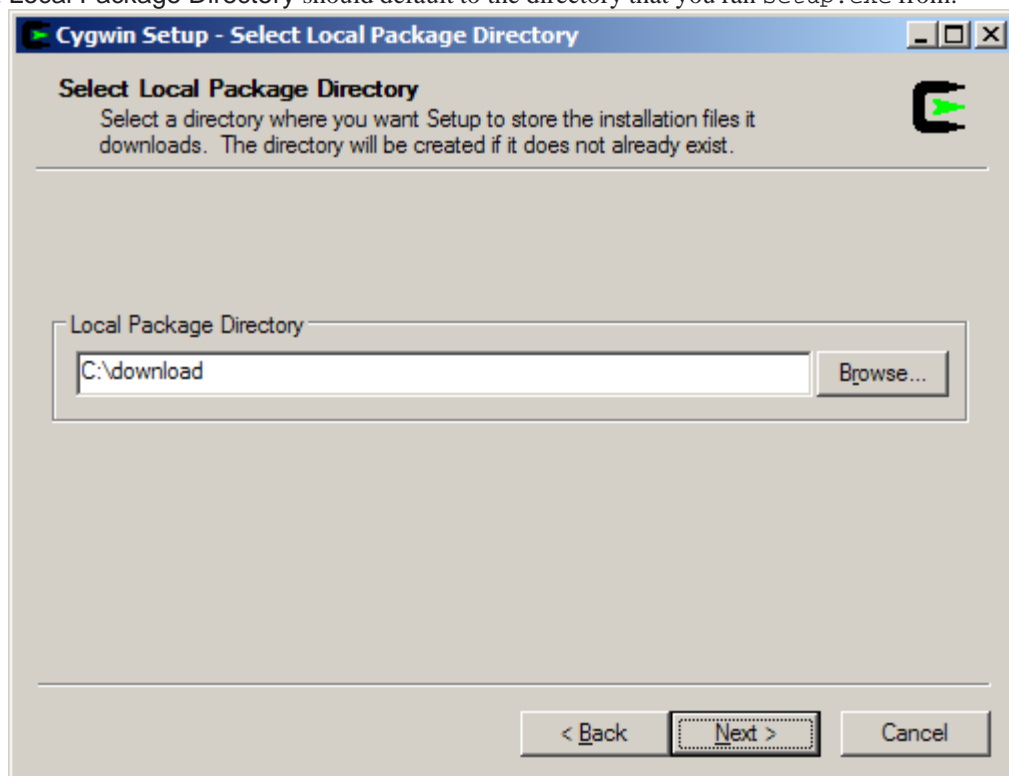 Local Package Directory should default to the directory that you ran setup.exe from.
Cygwin Setup - Select Local Package Directory
Select Local Package Directory
Select a directory where you want Setup to store the installation files it
downloads. The directory will be created if it does not already exist.
Local Package Directory
C:\download
Browse...
< Back
Next >
Cancel